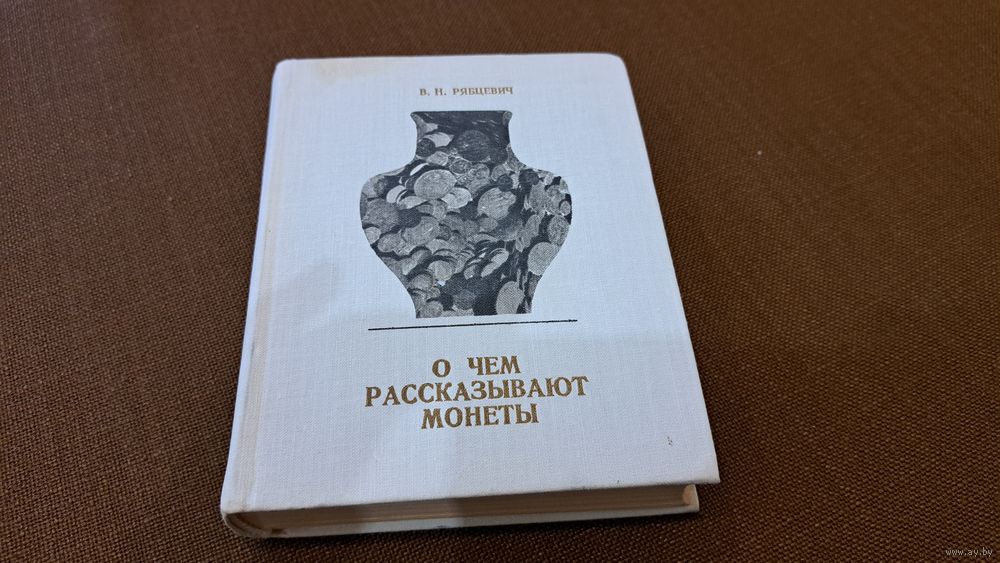 В. Н. РЯБЦЕВИЧ
О ЧЕМ
РАССКАЗЫВАЮТ
МОНЕТЫ
www.ay.by